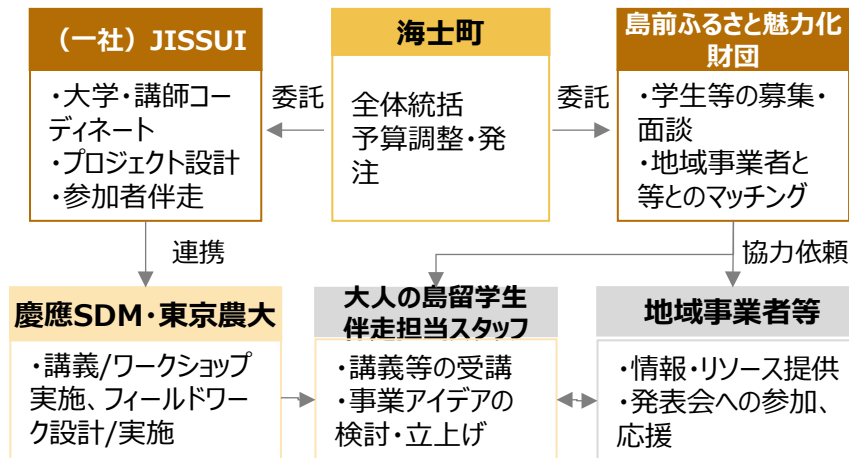 （一社）JISSUI
・大学・講師コー
ディネート
・プロジェクト設計
・参加者伴走
委託
海士町
全体統括
予算調整・発
注
委託
島前ふるさと魅力化
財団
・学生等の募集・
面談
・地域事業者と
等とのマッチング
連携
協力依頼
慶應SDM・東京農大
・講義/ワークショップ
実施、フィールドワー
ク設計/実施
大人の島留学生
伴走担当スタッフ
・講義等の受講
・事業アイデアの
検討・立上げ
地域事業者等
・情報・リソース提供
・発表会への参加、
応援